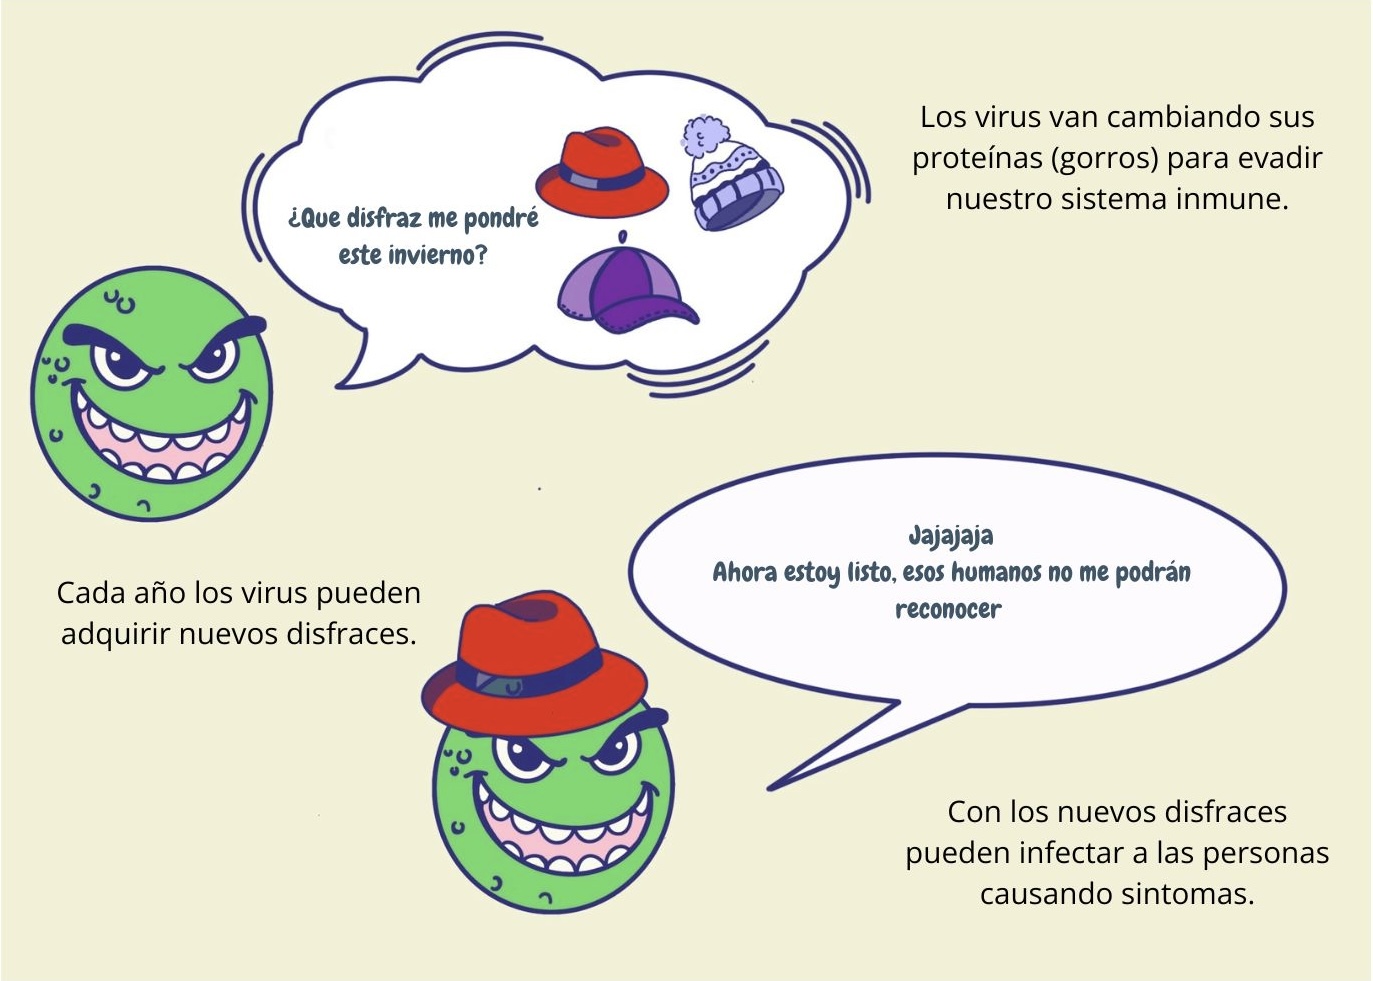 Los virus van cambiando sus
proteínas (gorros) para evadir
nuestro sistema inmune.
¿Que disfraz me pondré
este invierno?
Cada año los virus pueden
adquirir nuevos disfraces.
Jajajaja
Ahora estoy listo, esos humanos no me podrán
reconocer
Con los nuevos disfraces
pueden infectar a las personas
causando sintomas.